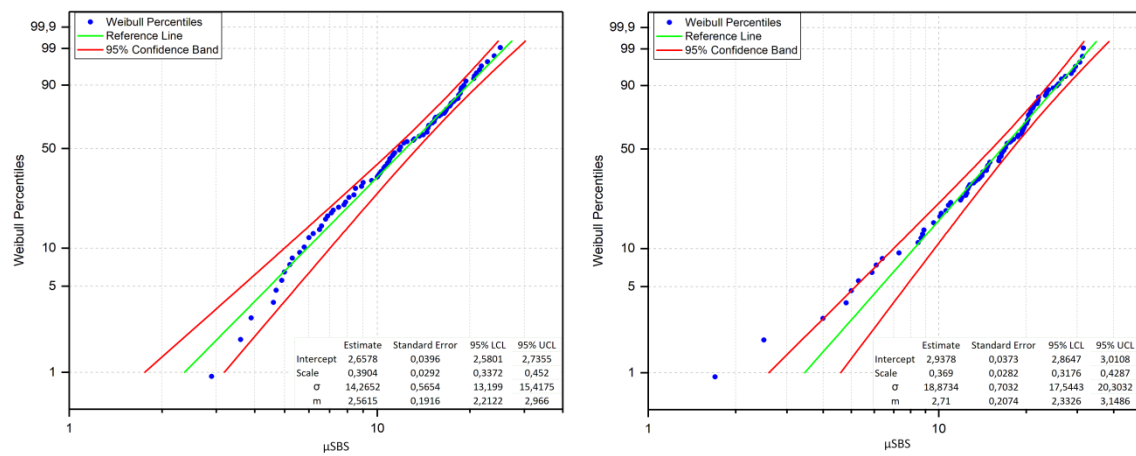 99,9
99
90
50
10
5
1
Weibull Percentiles
Weibull Percentiles
Reference Line
95% Confidence Band
Estimate Standard Error 95% LCL 95% UCL
Intercept 2,6578 0,0396 2,5801 2,7355
Scale 0,3904 0,0292 0,3372 0,452
σ 14,2652 0,5654 13,199 15,4175
m 2,5615 0,1916 2,2122 2,966
1 10
µSBS
99,9
99
90
50
10
5
1
Weibull Percentiles
Weibull Percentiles
Reference Line
95% Confidence Band
Estimate Standard Error 95% LCL 95% UCL
Intercept 2,9378 0,0373 2,8647 3,0108
Scale 0,369 0,0282 0,3176 0,4287
σ 18,8734 0,7032 17,5443 20,3032
m 2,71 0,2074 2,3326 3,1486
1 10
µSBS